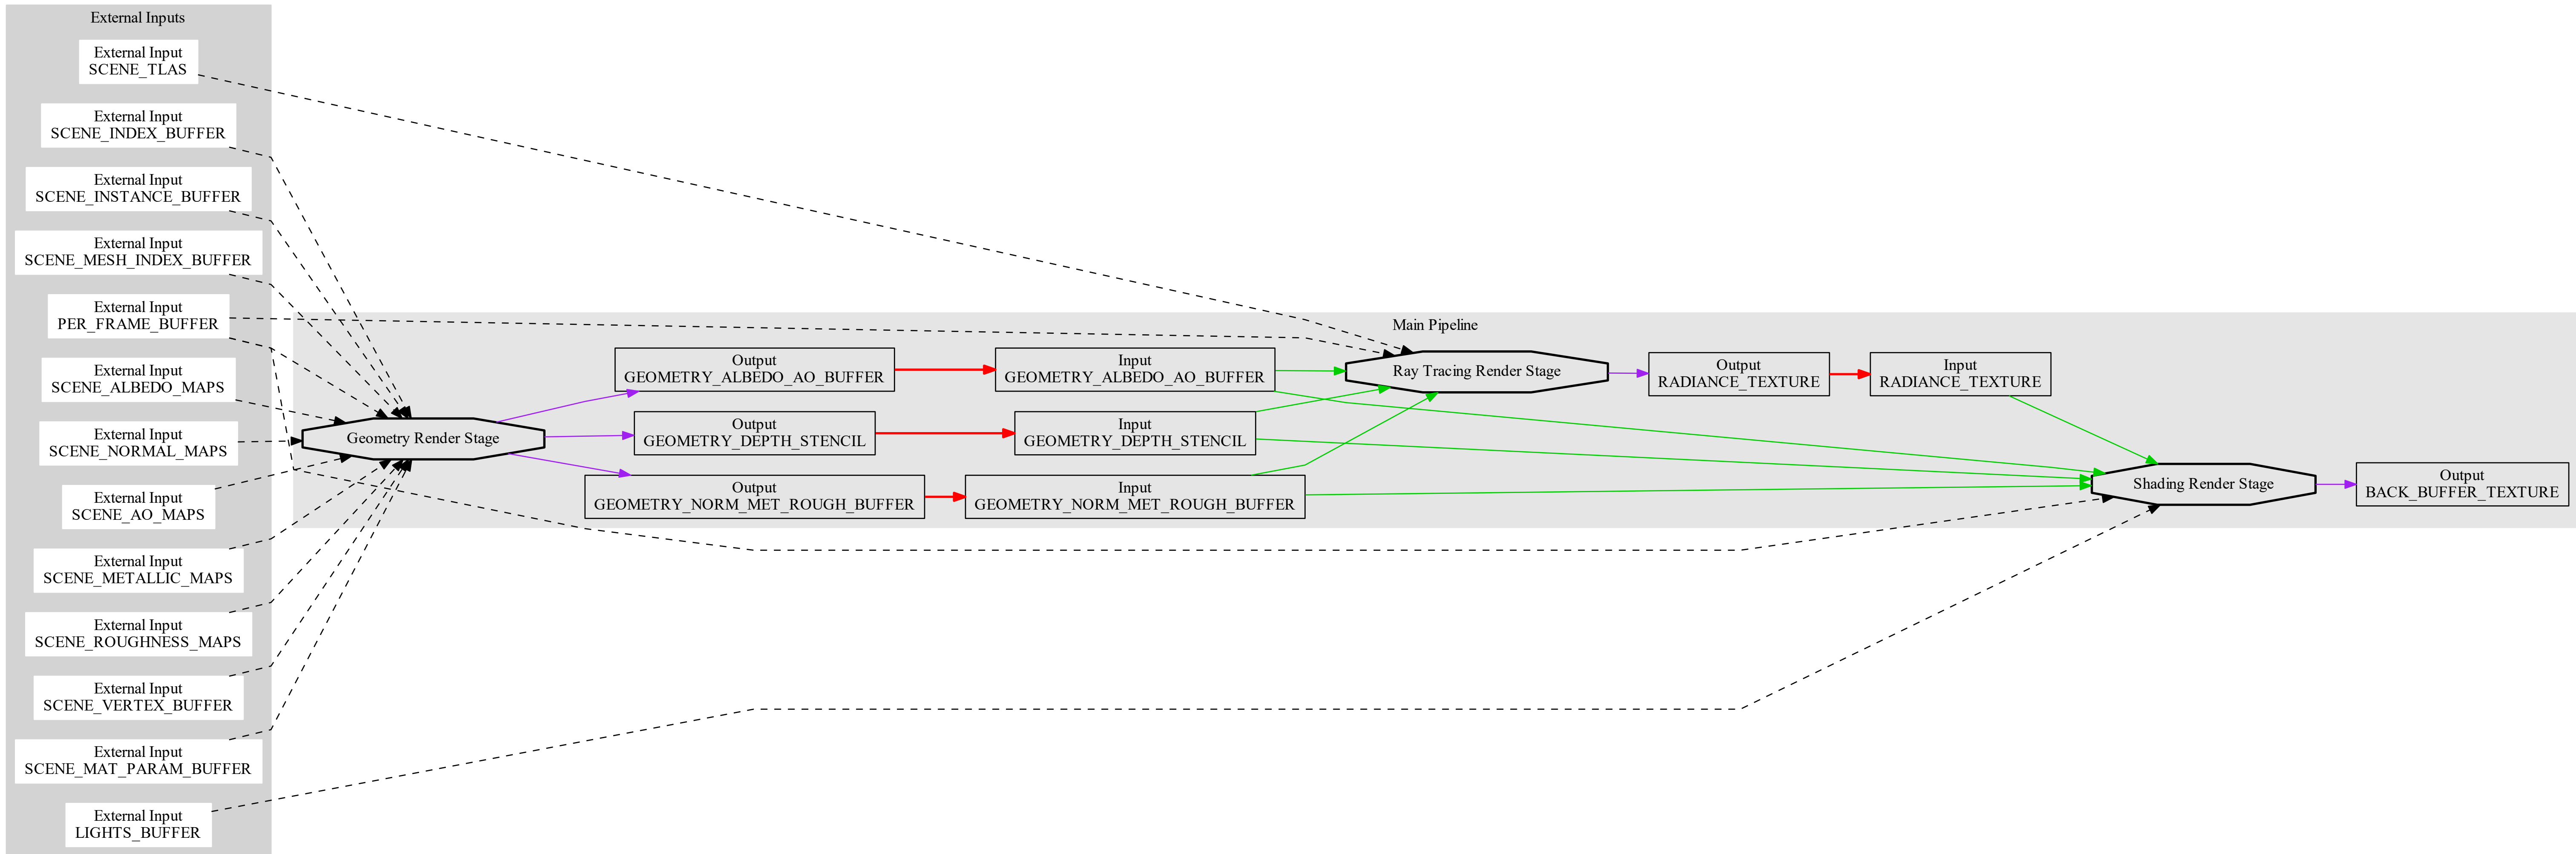 External Inputs
External Input
SCENE_TLAS
External Input
SCENE_INDEX_BUFFER
External Input
SCENE_INSTANCE_BUFFER
External Input
SCENE_MESH_INDEX_BUFFER
External Input
PER_FRAME_BUFFER
External Input
SCENE_ALBEDO_MAPS
External Input
SCENE_NORMAL_MAPS
External Input
SCENE_AO_MAPS
External Input
SCENE_METALLIC_MAPS
External Input
SCENE_ROUGHNESS_MAPS
External Input
SCENE_VERTEX_BUFFER
External Input
SCENE_MAT_PARAM_BUFFER
External Input
LIGHTS_BUFFER
Main Pipeline
Geometry Render Stage
Output
GEOMETRY_ALBEDO_AO_BUFFER
Output
GEOMETRY_DEPTH_STENCIL
Output
GEOMETRY_NORM_MET_ROUGH_BUFFER
Input
GEOMETRY_ALBEDO_AO_BUFFER
Input
GEOMETRY_DEPTH_STENCIL
Input
GEOMETRY_NORM_MET_ROUGH_BUFFER
Ray Tracing Render Stage
Output
RADIANCE_TEXTURE
Input
RADIANCE_TEXTURE
Shading Render Stage
Output
BACK_BUFFER_TEXTURE